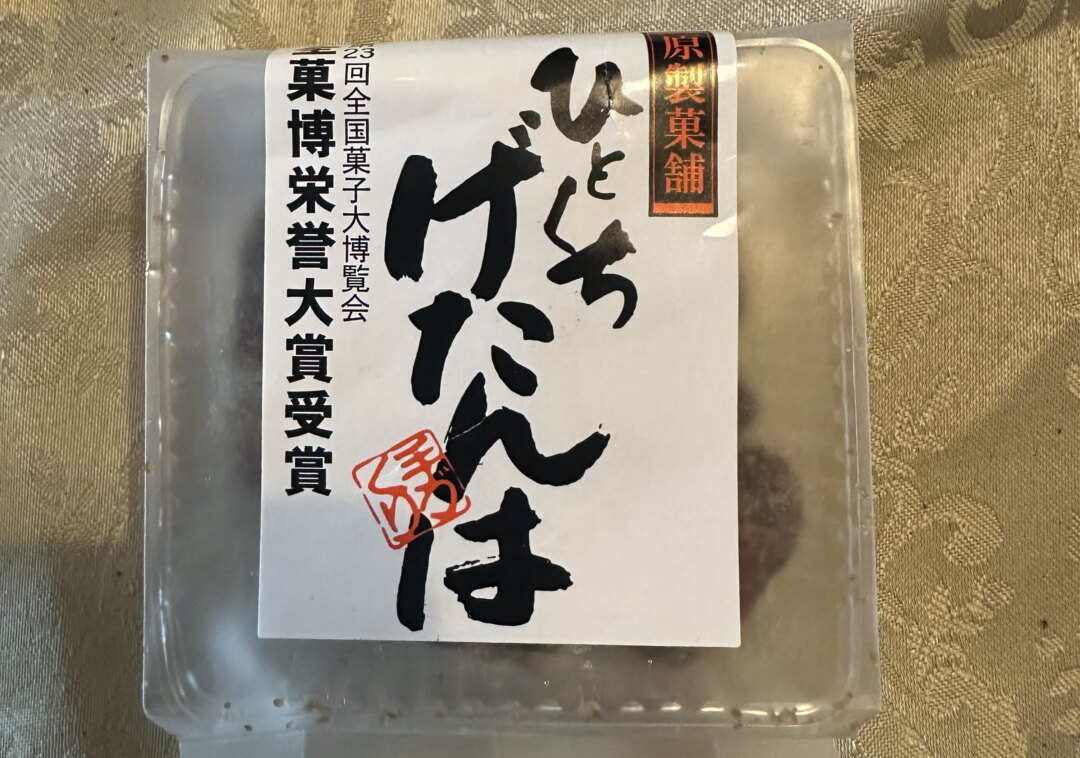 原製菓舗
ひとくち
げたんは
23回全国菓子大博覧会
全菓博栄誉大賞受賞